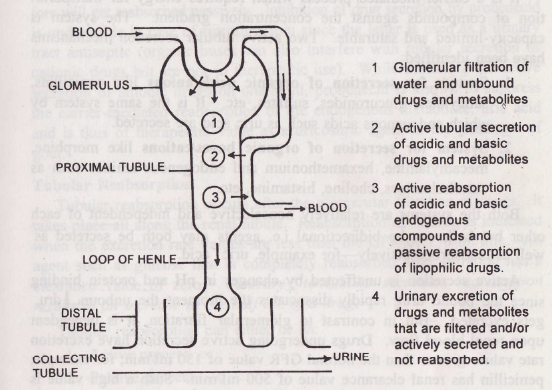 BLOOD
GLOMERULUS
1
2
PROXIMAL TUBULE
3
BLOOD
LOOP OF HENLE
4
DISTAL
TUBULE
COLLECTING
TUBULE
URINE
1 Glomerular filtration of
water and unbound
drugs and metabolites
2 Active tubular secretion
of acidic and basic
drugs and metabolites
3 Active reabsorption
of acidic and basic
endogenous
compounds and
passive reabsorption
of lipophilic drugs.
4 Urinary excretion of
drugs and metabolites
that are filtered and/or
actively secreted and
not reabsorbed.